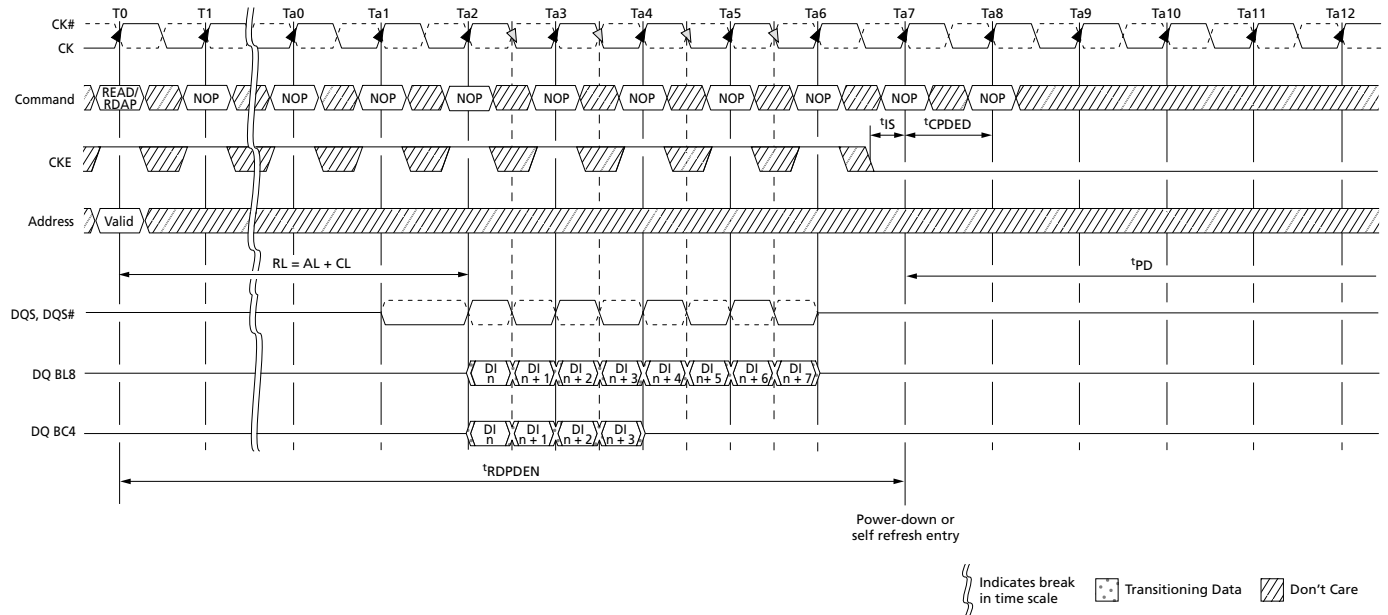 T0 T1 Ta0 Ta1 Ta2 Ta3 Ta4 Ta5 Ta6 Ta7 Ta8 Ta9 Ta10 Ta11 Ta12
CK#
CK
Command READ/ RDAP NOP NOP NOP NOP NOP NOP NOP NOP NOP NOP
tIS tCPDED
CKE
Address Valid
RL = AL + CL tPD
DQS, DQS#
DQ BL8 DI n DI n + 1 DI n + 2 DI n + 3 DI n + 4 DI n + 5 DI n + 6 DI n + 7
DQ BC4 DI n DI n + 1 DI n + 2 DI n + 3
tRDPDEN
Power-down or
self refresh entry
Indicates break
in time scale
Transitioning Data
Don't Care